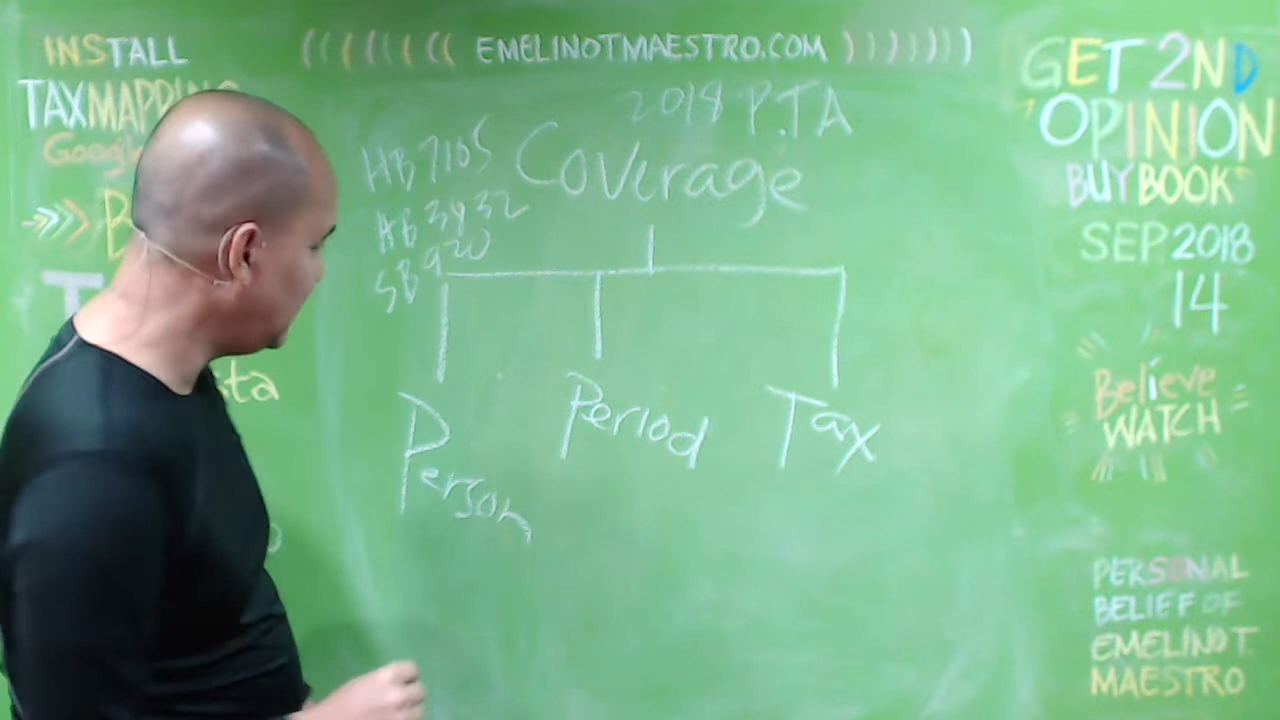 INSTALL
TAXMAPPING
((((((( EMELINOTMAESTRO.COM )))))))
2018 P.TA
HB 7105
HB 3432
SB 920
Coverage
Person
Period
Tax
sta
GET 2ND
OPINION
BUY BOOK
SEP 2018
14
Believe
WATCH
PERSONAL
BELIEF OF
EMELINO T.
MAESTRO